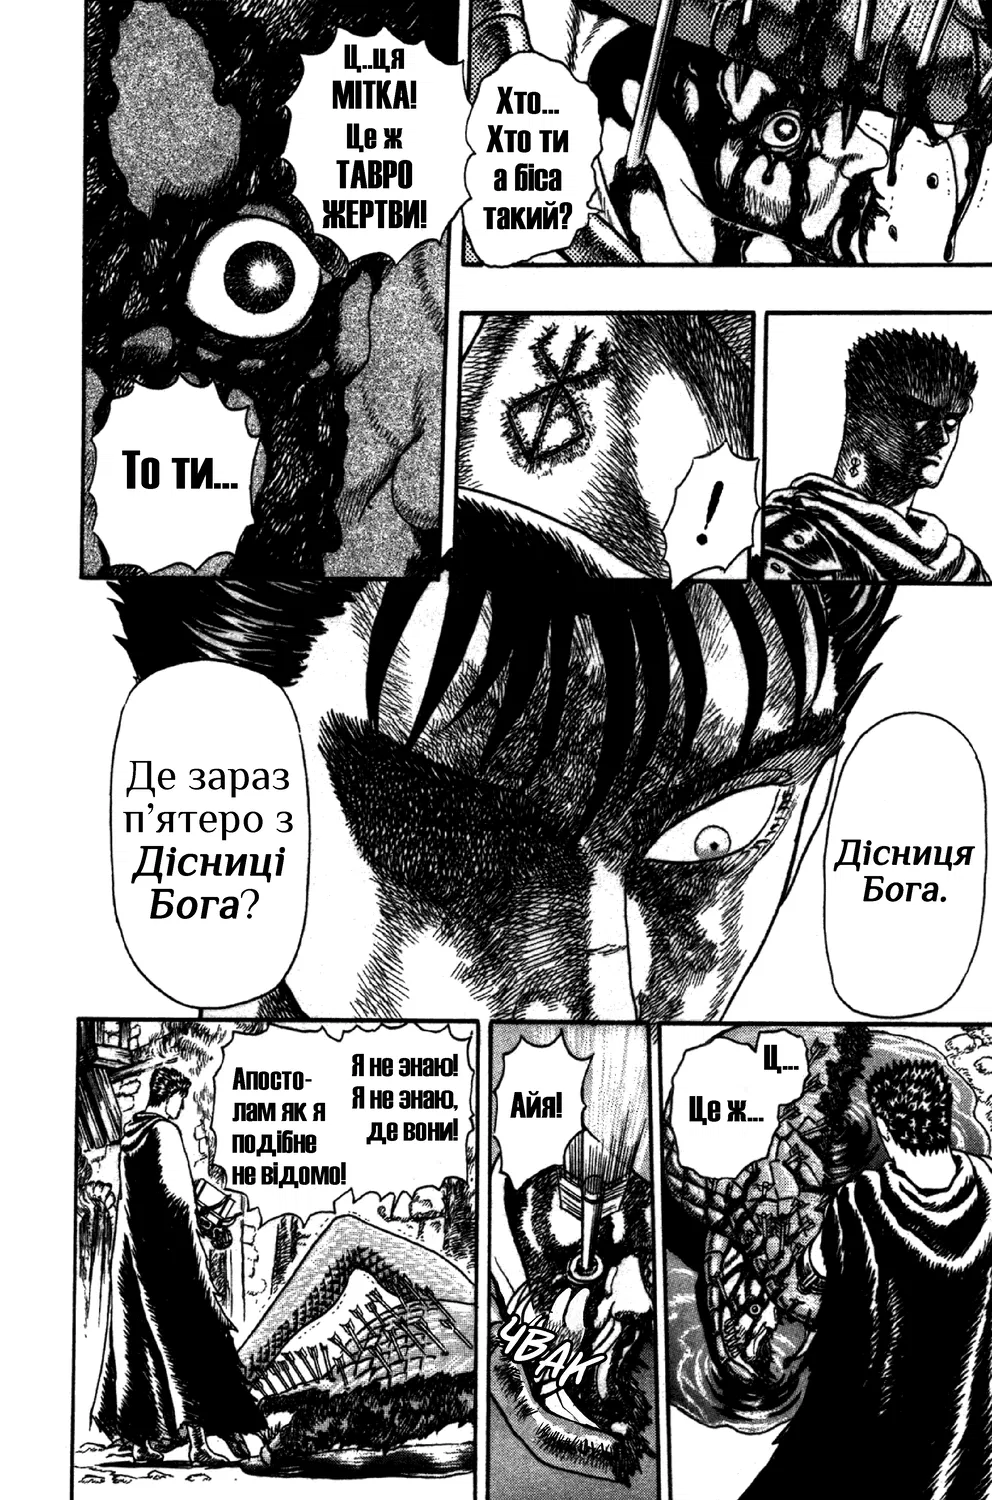 Хто...
Хто ти
а біса
такий?
Ц..ця
МІТКА!
Це ж
ТАВРО
ЖЕРТВИ!
То ти...
!
Дісниця
Бога.
Де зараз
п'ятеро з
Дісниці
Бога?
Ц...
Це ж...
Айя!
ЧВАК
Я не знаю!
Я не знаю,
де вони!
Апосто-
лам як я
подібне
не відомо!